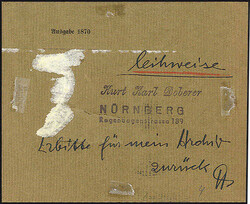 Ausgabe 1870
leihweise
Kurt Karl Doberer
NÜRNBERG
Regensburgerstrasse 189
Erbitte für mein Archiv
zurück